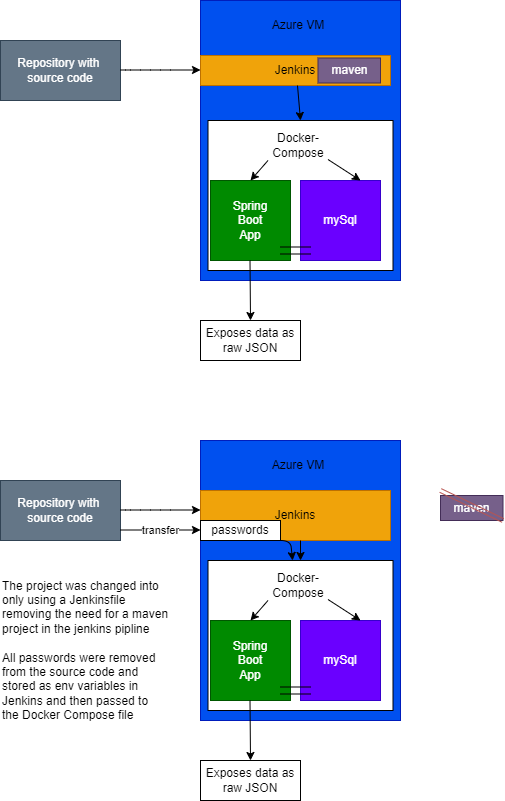 Azure VM
Repository with
source code
Jenkins
maven
Docker-
Compose
Spring
Boot
App
mySql
Exposes data as
raw JSON
Azure VM
Repository with
source code
Jenkins
maven
transfer
passwords
Docker-
Compose
The project was changed into
only using a Jenkinsfile
removing the need for a maven
project in the jenkins pipline
Spring
Boot
App
mySql
All passwords were removed
from the source code and
stored as env variables in
Jenkins and then passed to
the Docker Compose file
Exposes data as
raw JSON